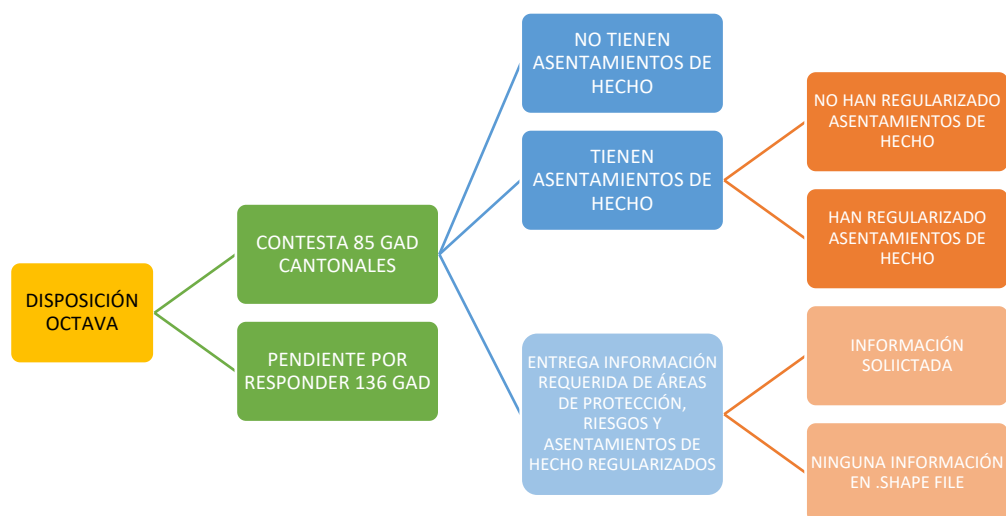 DISPOSICIÓN
OCTAVA
CONTESTA 85 GAD
CANTONALES
PENDIENTE POR
RESPONDER 136 GAD
NO TIENEN
ASENTAMIENTOS DE
HECHO
TIENEN
ASENTAMIENTOS DE
HECHO
ENTREGA INFORMACIÓN
REQUERIDA DE ÁREAS
DE PROTECCIÓN,
RIESGOS Y
ASENTAMIENTOS DE
HECHO REGULARIZADOS
NO HAN REGULARIZADO
ASENTAMIENTOS DE
HECHO
HAN REGULARIZADO
ASENTAMIENTOS DE
HECHO
INFORMACIÓN
SOLIICTADA
NINGUNA INFORMACIÓN
EN .SHAPE FILE